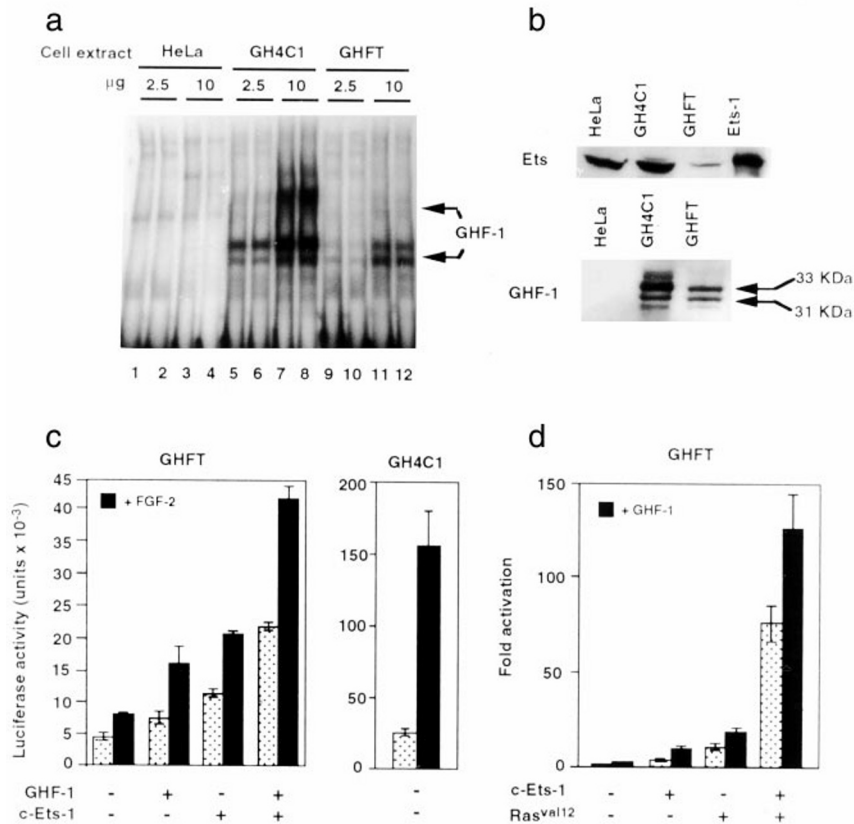 a
Cell extract HeLa GH4C1 GHFT
µg 2.5 10 2.5 10 2.5 10
GHF-1
1 2 3 4 5 6 7 8 9 10 11 12
b
HeLa GH4C1 GHFT Ets-1
Ets
HeLa GH4C1 GHFT
GHF-1
33 KDa
31 KDa
c
GHFT
+ FGF-2
Luciferase activity (units x 10-3)
45
40
35
30
25
20
15
10
5
0
GHF-1 - + - +
c-Ets-1 - - + +
GH4C1
200
150
100
50
0
-
-
d
GHFT
+ GHF-1
Fold activation
150
100
50
0
c-Ets-1 - + - +
Rasval12 - - + +